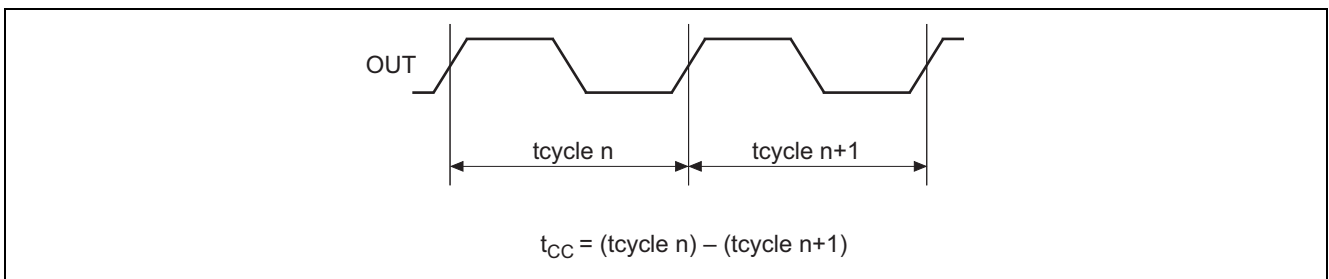 OUT
tcycle n
tcycle n+1
tCC = (tcycle n) – (tcycle n+1)